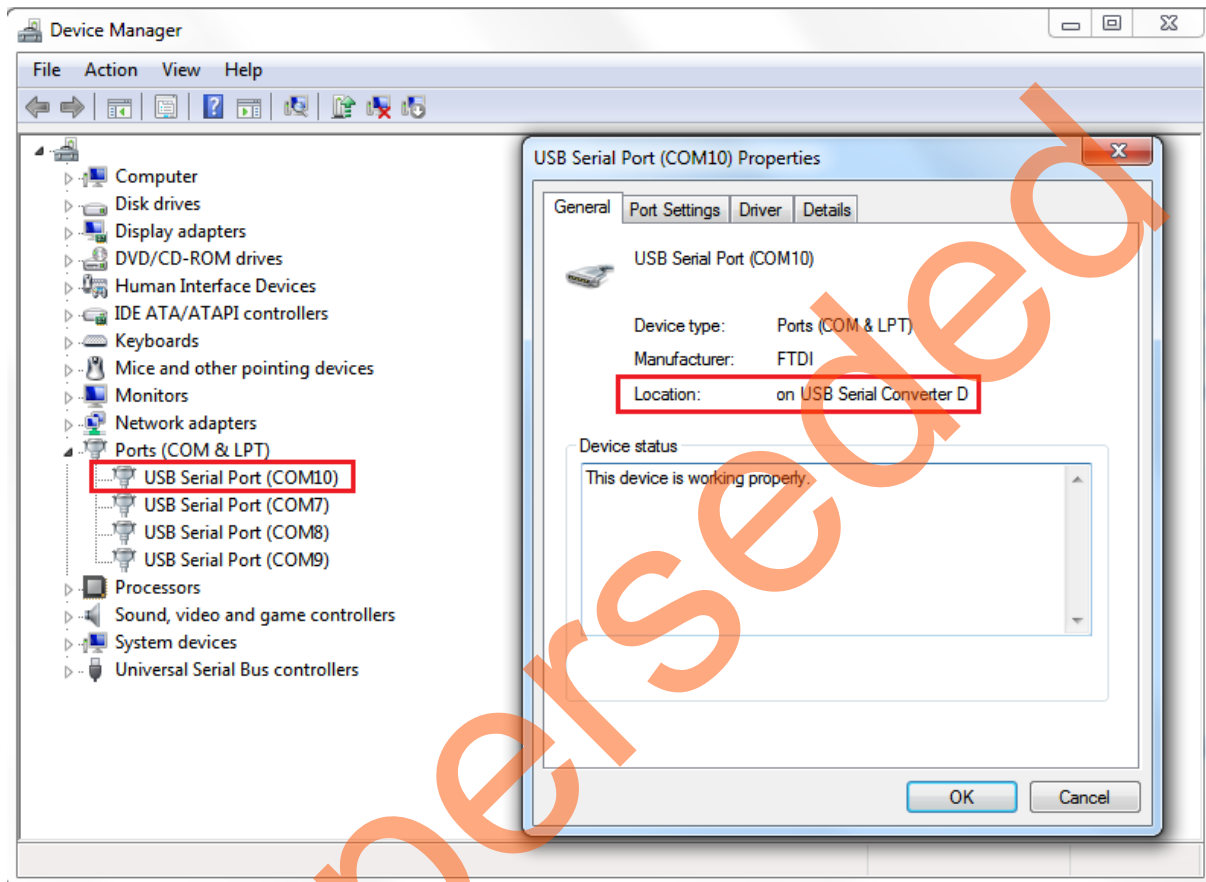 Device Manager
File Action View Help
Computer
Disk drives
Display adapters
DVD/CD-ROM drives
Human Interface Devices
IDE ATA/ATAPI controllers
Keyboards
Mice and other pointing devices
Monitors
Network adapters
Ports (COM & LPT)
USB Serial Port (COM10)
USB Serial Port (COM7)
USB Serial Port (COM8)
USB Serial Port (COM9)
Processors
Sound, video and game controllers
System devices
Universal Serial Bus controllers
USB Serial Port (COM10) Properties
General Port Settings Driver Details
USB Serial Port (COM10)
Device type: Ports (COM & LPT)
Manufacturer: FTDI
Location: on USB Serial Converter D
Device status
This device is working properly.
OK Cancel
perseded